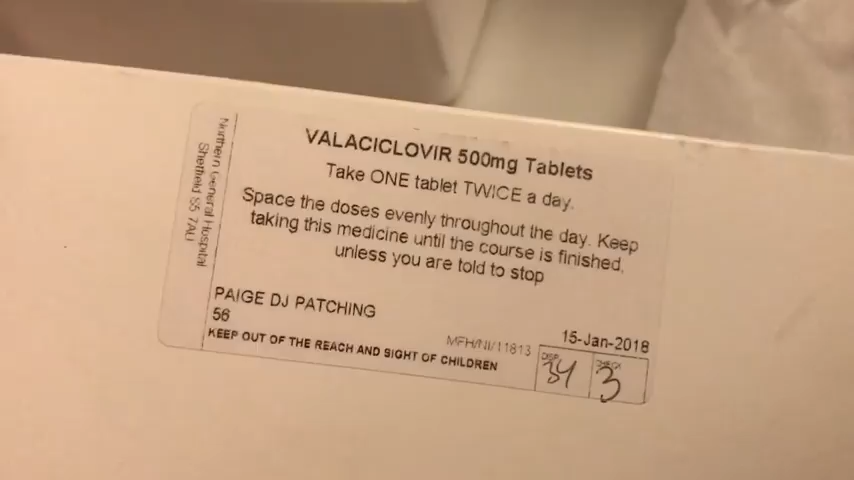 VALACICLOVIR 500mg Tablets
Take ONE tablet TWICE a day.
Space the doses evenly throughout the day. Keep
taking this medicine until the course is finished,
unless you are told to stop
PAIGE DJ PATCHING
56
15-Jan-2018
MFH/NI/11813
KEEP OUT OF THE REACH AND SIGHT OF CHILDREN
DISP
34
CHECK
3
Northern General Hospital
Sheffield S5 7AU